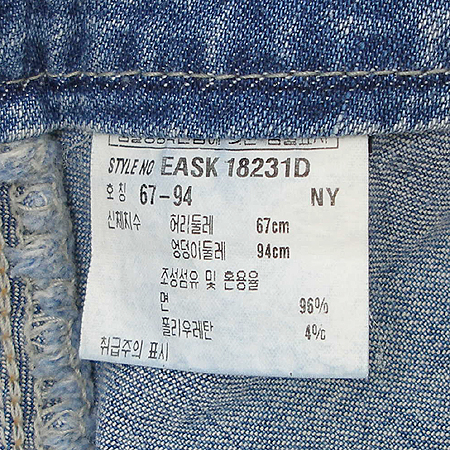 STYLE NO EASK 18231D
호칭 67-94 NY
신체치수 허리둘레 67cm
엉덩이둘레 94cm
조성섬유 및 혼용율
면 96%
폴리우레탄 4%
취급주의 표시